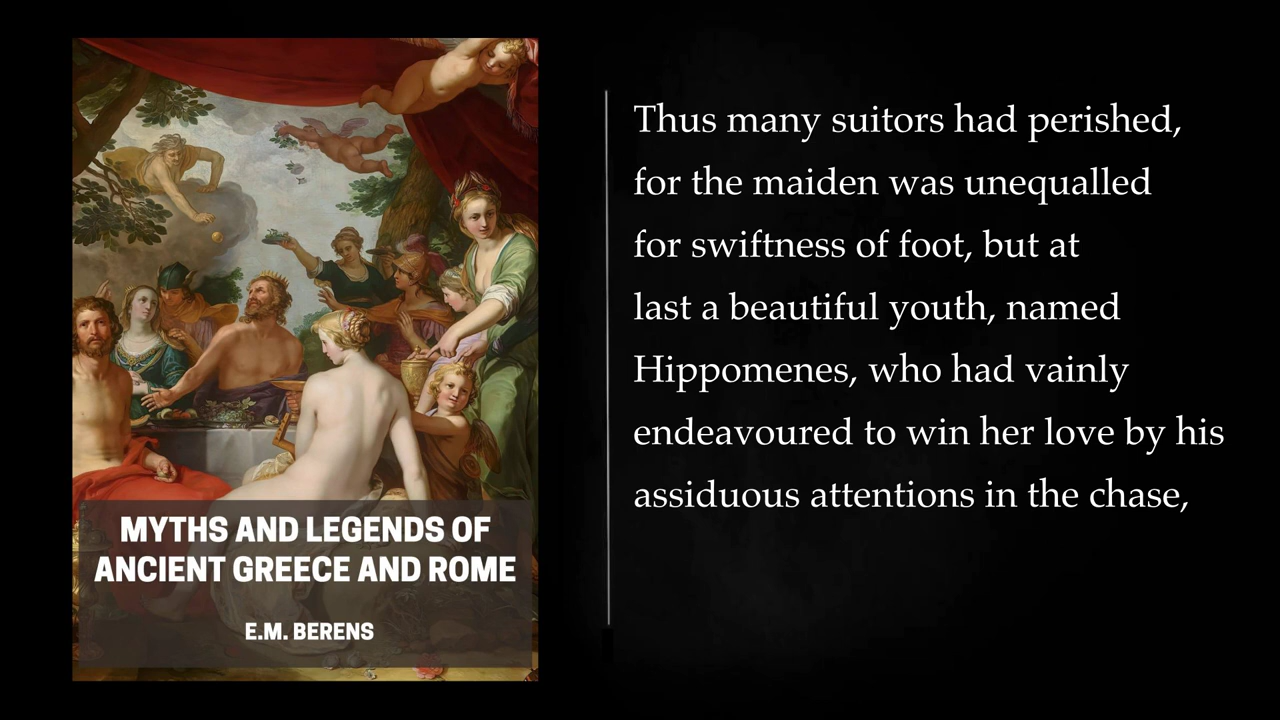 MYTHS AND LEGENDS OF
ANCIENT GREECE AND ROME
E.M. BERENS
Thus many suitors had perished,
for the maiden was unequalled
for swiftness of foot, but at
last a beautiful youth, named
Hippomenes, who had vainly
endeavoured to win her love by his
assiduous attentions in the chase,